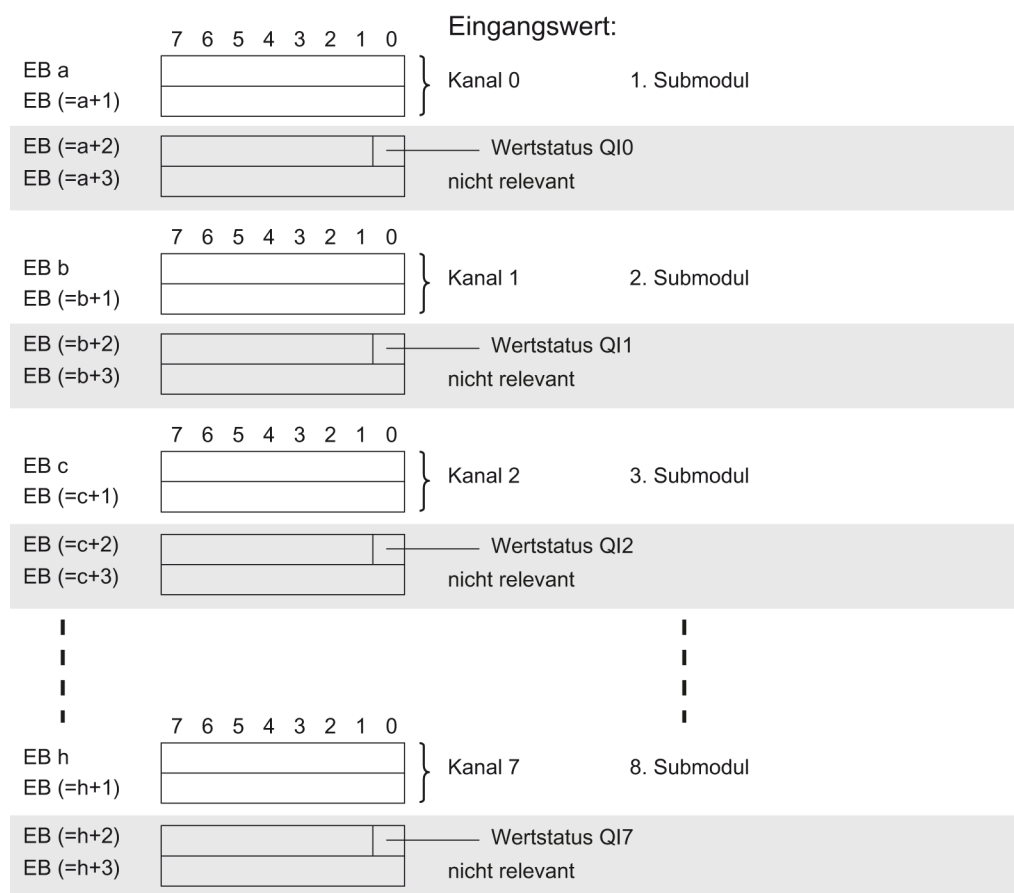 Eingangswert:
7 6 5 4 3 2 1 0
EB a
EB (=a+1)
Kanal 0 1. Submodul
EB (=a+2) Wertstatus QI0
EB (=a+3) nicht relevant
7 6 5 4 3 2 1 0
EB b
EB (=b+1)
Kanal 1 2. Submodul
EB (=b+2) Wertstatus QI1
EB (=b+3) nicht relevant
7 6 5 4 3 2 1 0
EB c
EB (=c+1)
Kanal 2 3. Submodul
EB (=c+2) Wertstatus QI2
EB (=c+3) nicht relevant
7 6 5 4 3 2 1 0
EB h
EB (=h+1)
Kanal 7 8. Submodul
EB (=h+2) Wertstatus QI7
EB (=h+3) nicht relevant